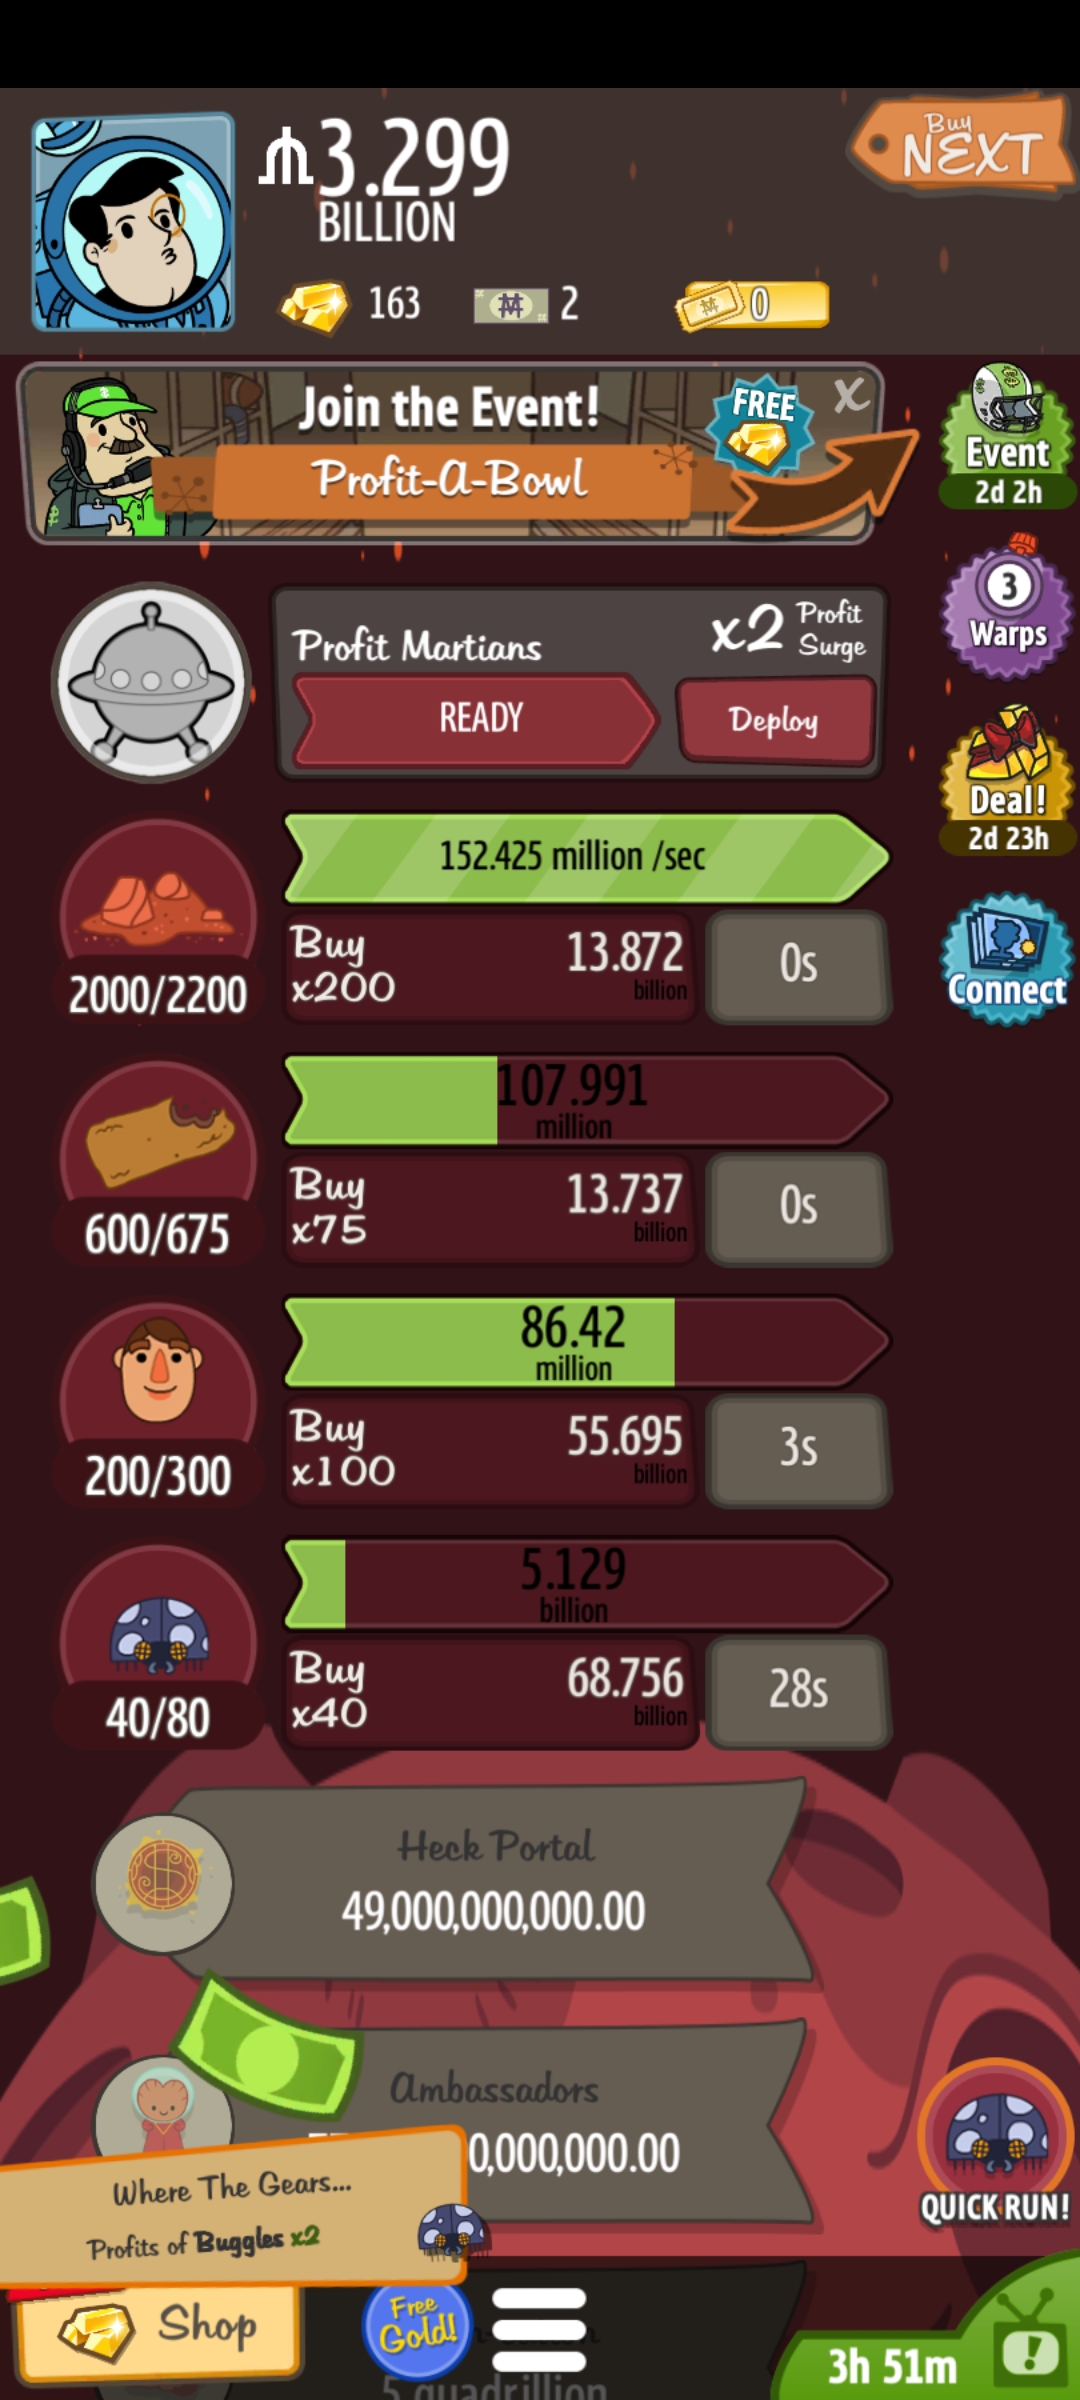 3.299
BILLION
Buy
NEXT
163
2
0
Join the Event!
Profit-A-Bowl
FREE
X
Event
2d 2h
3
Warps
Deal!
2d 23h
Connect
Profit Martians
x2 Profit Surge
READY
Deploy
152.425 million /sec
2000/2200
Buy x200
13.872 billion
0s
107.991 million
600/675
Buy x75
13.737 billion
0s
86.42 million
200/300
Buy x100
55.695 billion
3s
5.129 billion
40/80
Buy x40
68.756 billion
28s
Heck Portal
49,000,000,000.00
Ambassadors
0,000,000.00
Where The Gears...
Profits of Buggles x2
QUICK RUN!
Shop
Free Gold!
3h 51m
5 quadrillion